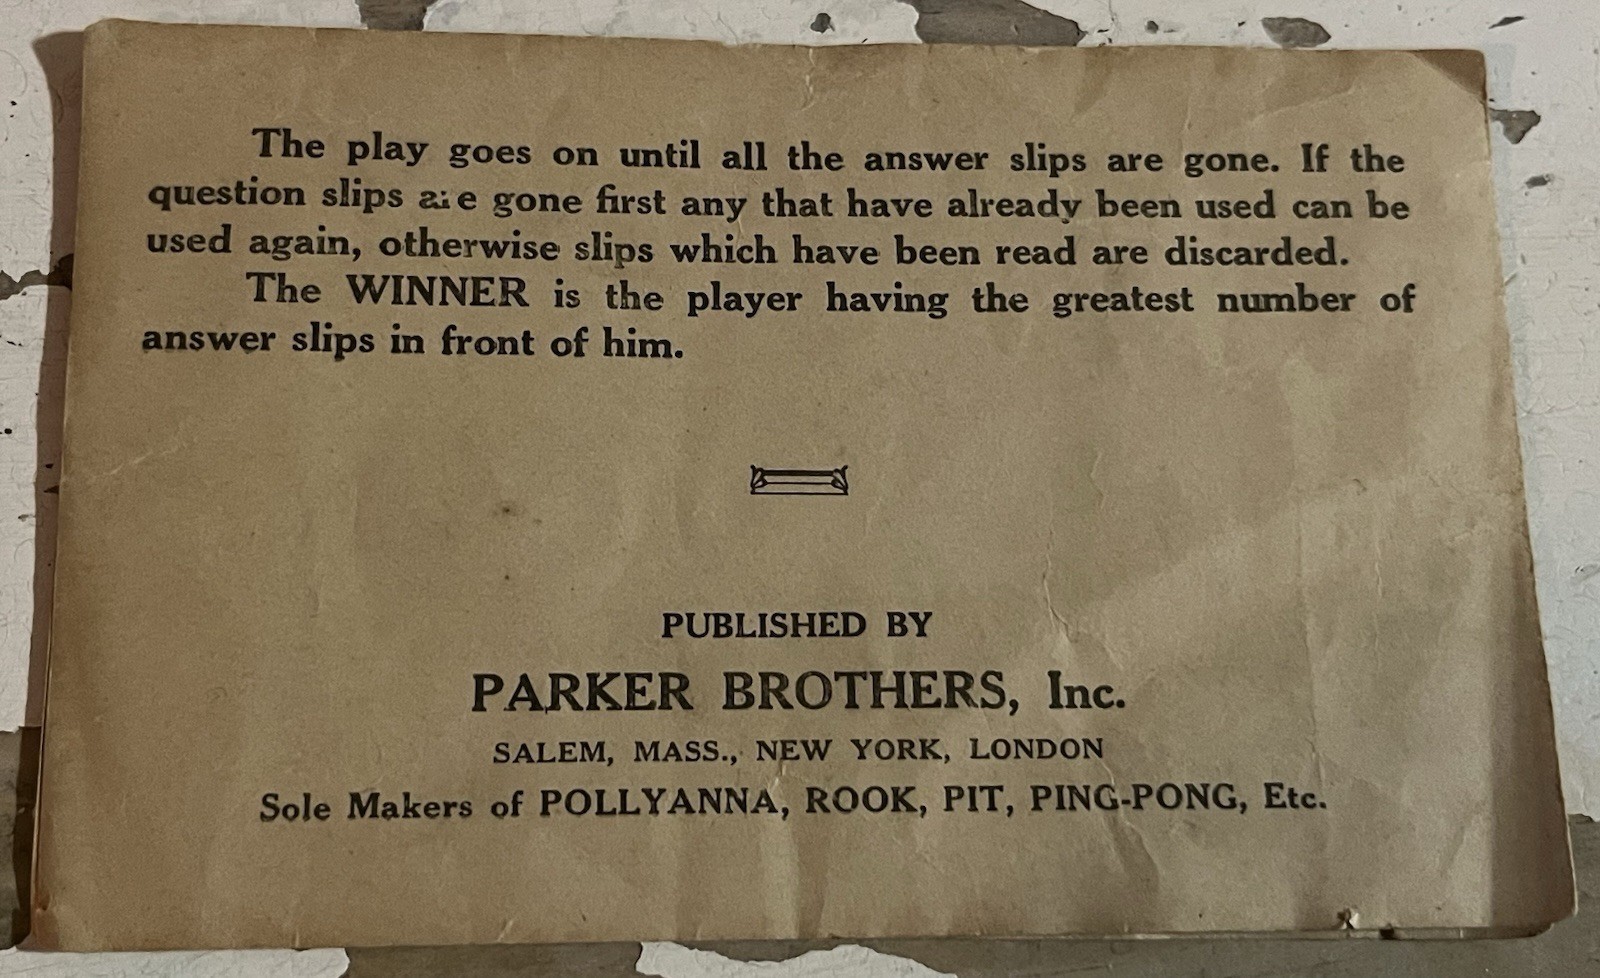 The play goes on until all the answer slips are gone. If the
question slips are gone first any that have already been used can be
used again, otherwise slips which have been read are discarded.
The WINNER is the player having the greatest number of
answer slips in front of him.
PUBLISHED BY
PARKER BROTHERS, Inc.
SALEM, MASS., NEW YORK, LONDON
Sole Makers of POLLYANNA, ROOK, PIT, PING-PONG, Etc.